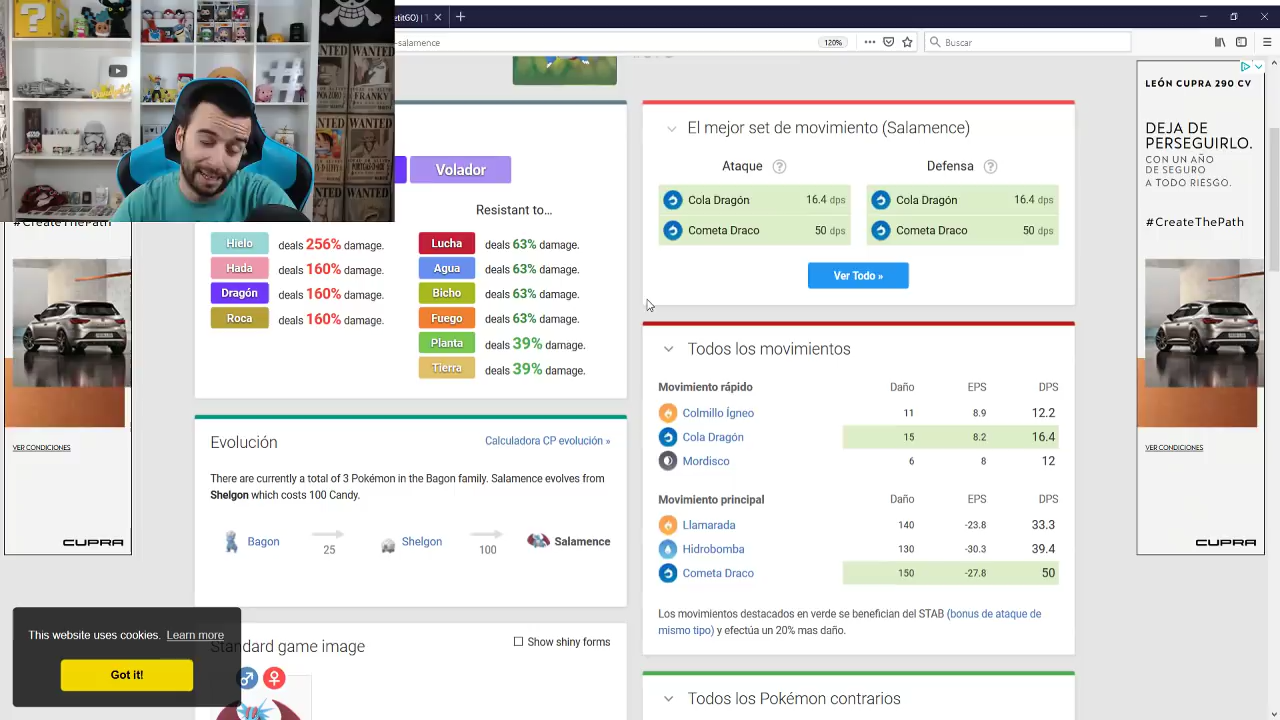 etitGO) | T
-salamence
120%
Buscar
WANTED
WANTED
WANTED
FRANKY
WANTED
WANTED
#CreateThePath
VER CONDICIONES
CUPRA
Volador
Resistant to…
Hielo deals 256% damage.
Hada deals 160% damage.
Dragón deals 160% damage.
Roca deals 160% damage.
Lucha deals 63% damage.
Agua deals 63% damage.
Bicho deals 63% damage.
Fuego deals 63% damage.
Planta deals 39% damage.
Tierra deals 39% damage.
Evolución
Calculadora CP evolución »
There are currently a total of 3 Pokémon in the Bagon family. Salamence evolves from
Shelgon which costs 100 Candy.
Bagon 25 Shelgon 100 Salamence
Standard game image
Show shiny forms
This website uses cookies. Learn more
Got it!
El mejor set de movimiento (Salamence)
Ataque ?
Cola Dragón 16.4 dps
Cometa Draco 50 dps
Defensa ?
Cola Dragón 16.4 dps
Cometa Draco 50 dps
Ver Todo »
Todos los movimientos
Movimiento rápido Daño EPS DPS
Colmillo Ígneo 11 8.9 12.2
Cola Dragón 15 8.2 16.4
Mordisco 6 8 12
Movimiento principal Daño EPS DPS
Llamarada 140 -23.8 33.3
Hidrobomba 130 -30.3 39.4
Cometa Draco 150 -27.8 50
Los movimientos destacados en verde se benefician del STAB (bonus de ataque de
mismo tipo) y efectúa un 20% mas daño.
Todos los Pokémon contrarios
LEÓN CUPRA 290 CV
DEJA DE
PERSEGUIRLO.
CON UN AÑO
DE SEGURO
A TODO RIESGO.
#CreateThePath
VER CONDICIONES
CUPRA